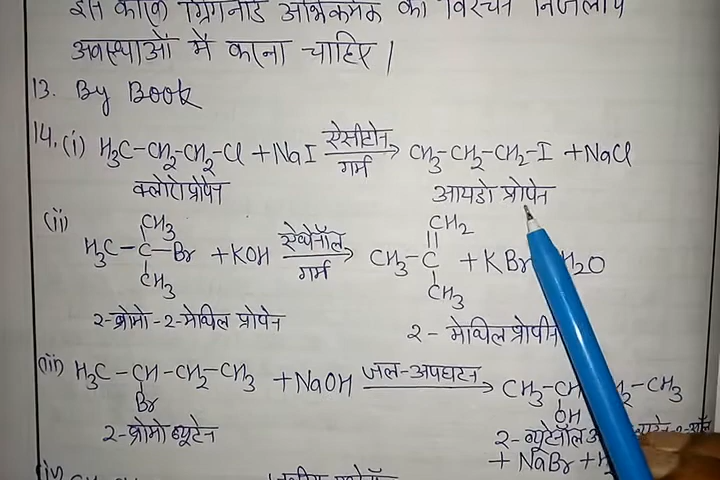 इस कारण ग्रिगनार्ड अभिकर्मक का विरचन निर्जलीय
अवस्थाओं में करना चाहिए।
13. By Book
14. (i) H₃C-CH₂-CH₂-Cl + NaI ऐसीटोन गर्म → CH₃-CH₂-CH₂-I + NaCl
क्लोरोप्रोपेन आयडो प्रोपेन
(ii) CH₃ CH₂
H₃C-C-Br + KOH ऐथेनॉल गर्म → CH₃-C + KBr H₂O
CH₃ CH₃
2-ब्रोमो-2-मेथिल प्रोपेन 2-मेथिलप्रोपीन
(iii) H₃C-CH-CH₂-CH₃ + NaOH जल-अपघटन → CH₃-CH CH₃
Br OH
2-ब्रोमो ब्यूटेन 2-ब्यूटेनॉल
+ NaBr +
(iv)